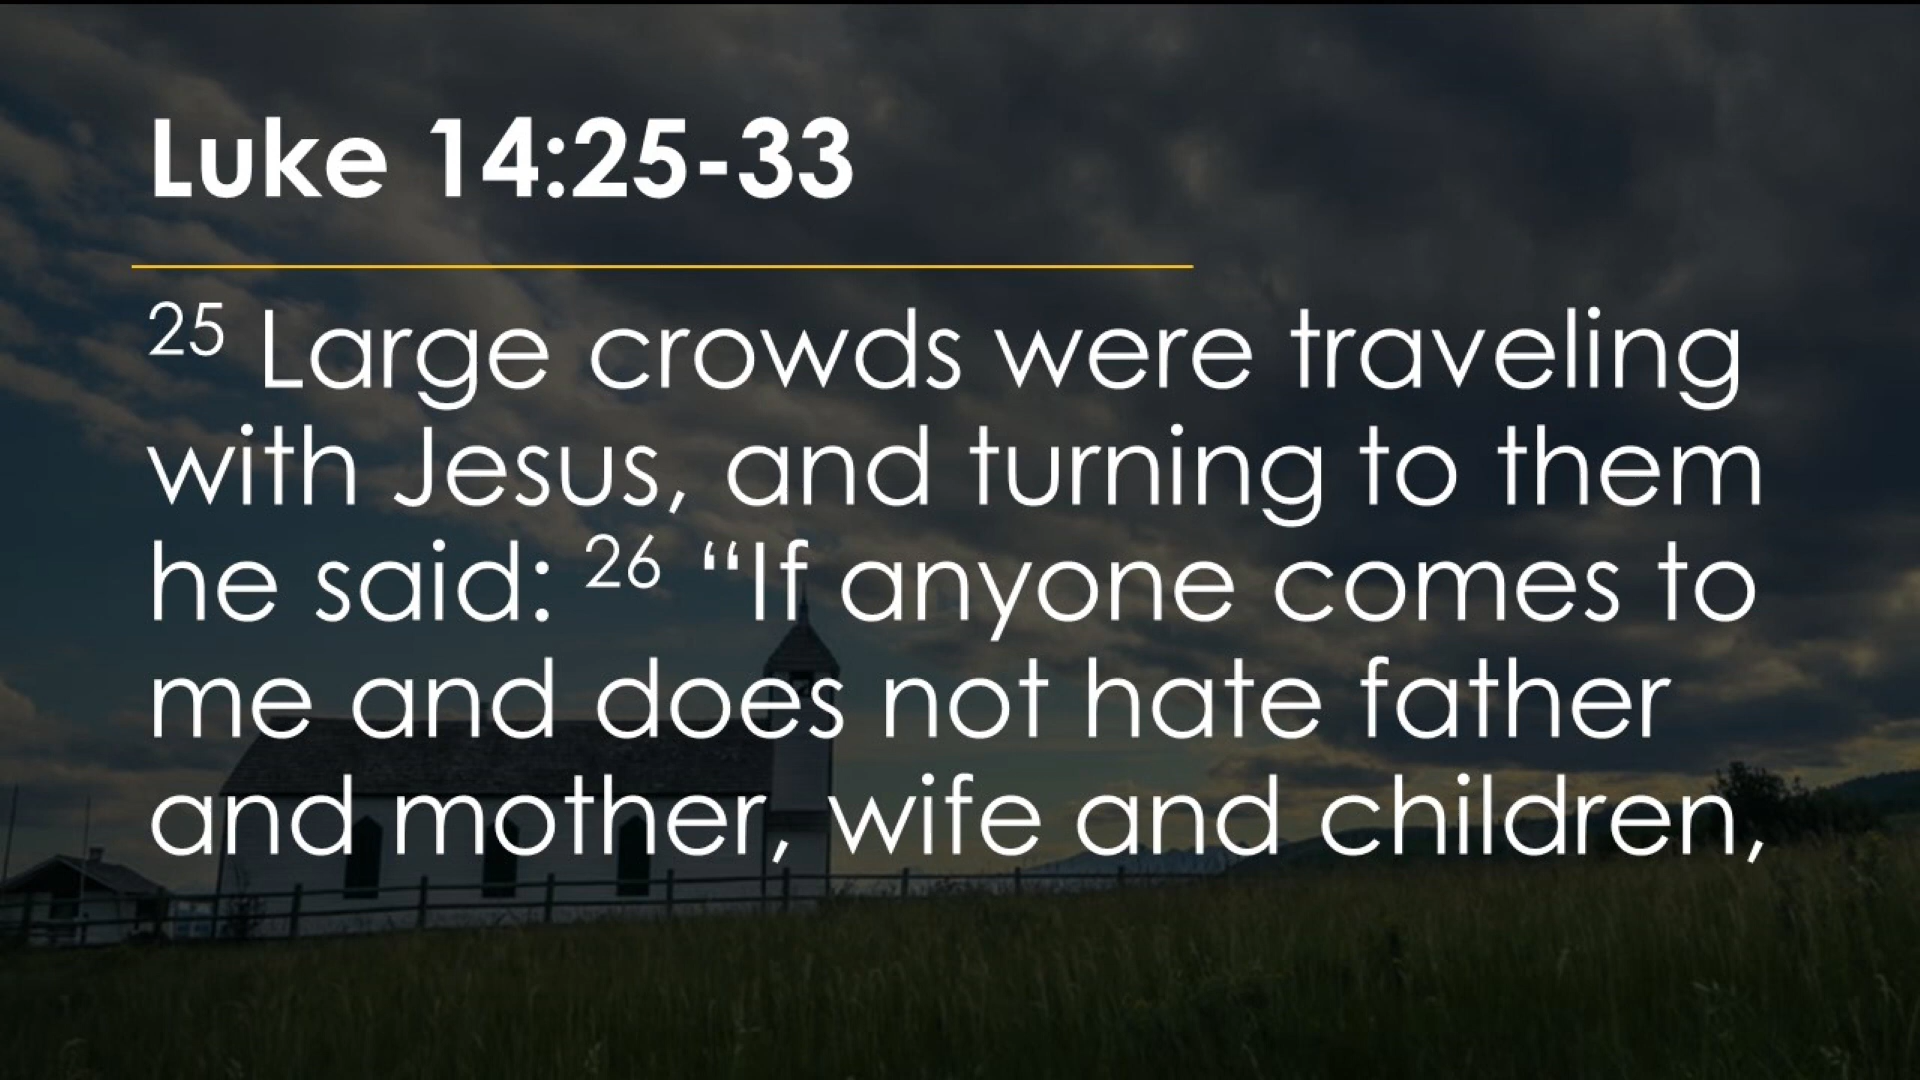 Luke 14:25-33
25 Large crowds were traveling
with Jesus, and turning to them
he said: 26 “If anyone comes to
me and does not hate father
and mother, wife and children,